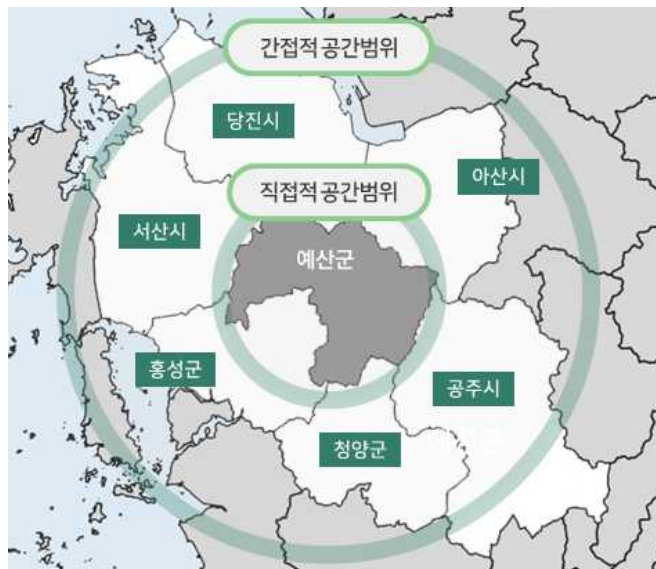 간접적 공간범위
당진시
아산시
직접적 공간범위
서산시
예산군
홍성군
공주시
청양군